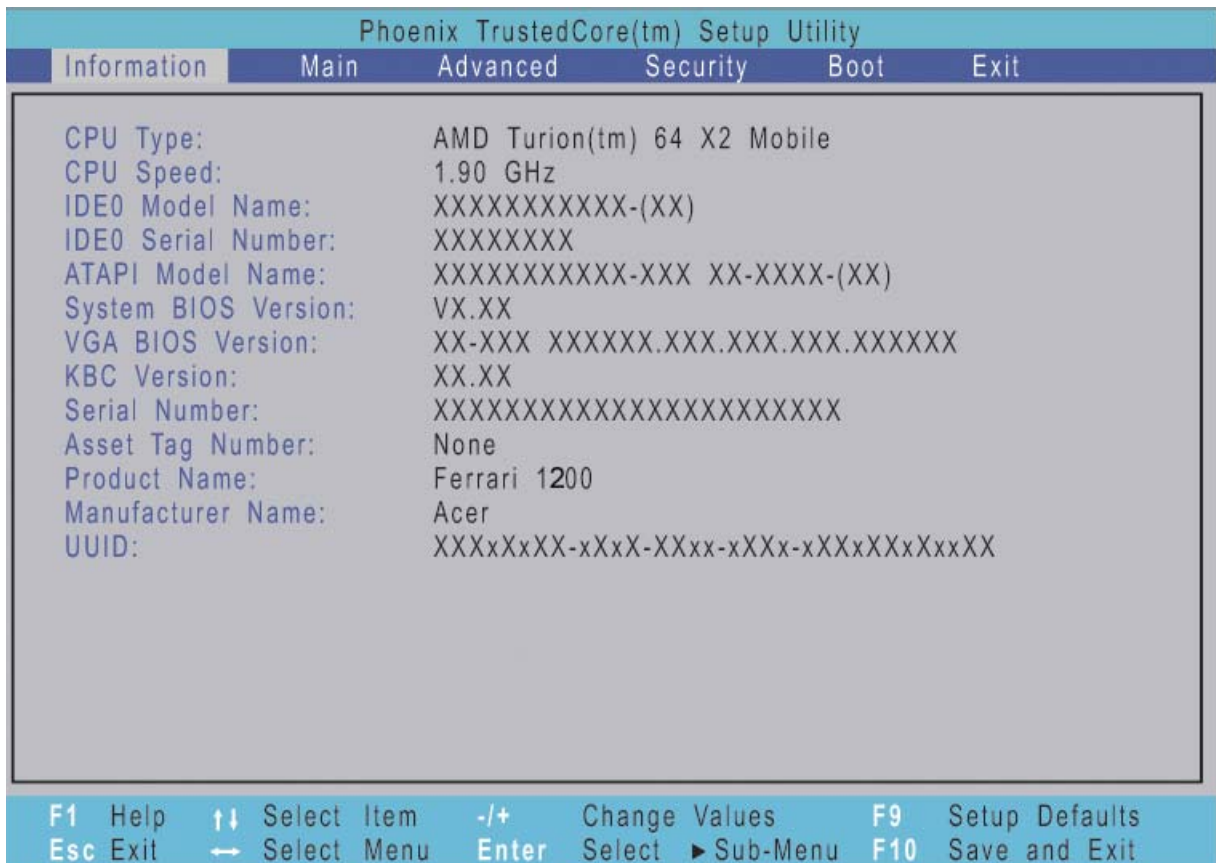 Phoenix TrustedCore(tm) Setup Utility
Information Main Advanced Security Boot Exit
CPU Type: AMD Turion(tm) 64 X2 Mobile
CPU Speed: 1.90 GHz
IDE0 Model Name: XXXXXXXXXXX-(XX)
IDE0 Serial Number: XXXXXXXX
ATAPI Model Name: XXXXXXXXXXX-XXX XX-XXXX-(XX)
System BIOS Version: VX.XX
VGA BIOS Version: XX-XXX XXXXXX.XXX.XXX.XXX.XXXXXX
KBC Version: XX.XX
Serial Number: XXXXXXXXXXXXXXXXXXXXXXX
Asset Tag Number: None
Product Name: Ferrari 1200
Manufacturer Name: Acer
UUID: XXXxXxXX-xXxX-XXxx-xXXx-xXXxXXxXxxXX
F1 Help ↑↓ Select Item -/+ Change Values F9 Setup Defaults
Esc Exit ↔ Select Menu Enter Select ►Sub-Menu F10 Save and Exit